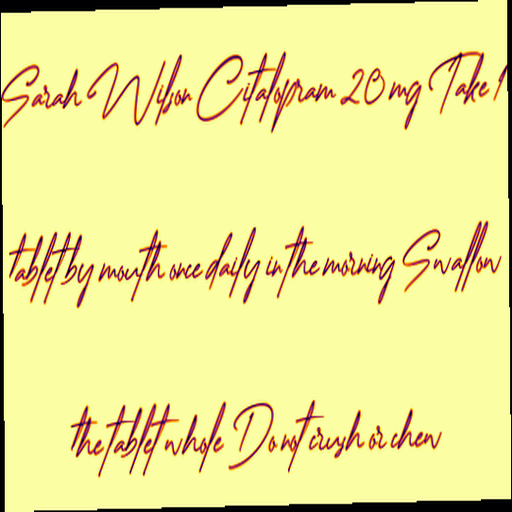 Sarah Wilson Citalopram 20 mg Take 1
tablet by mouth once daily in the morning Swallow
the tablet whole Do not crush or chew